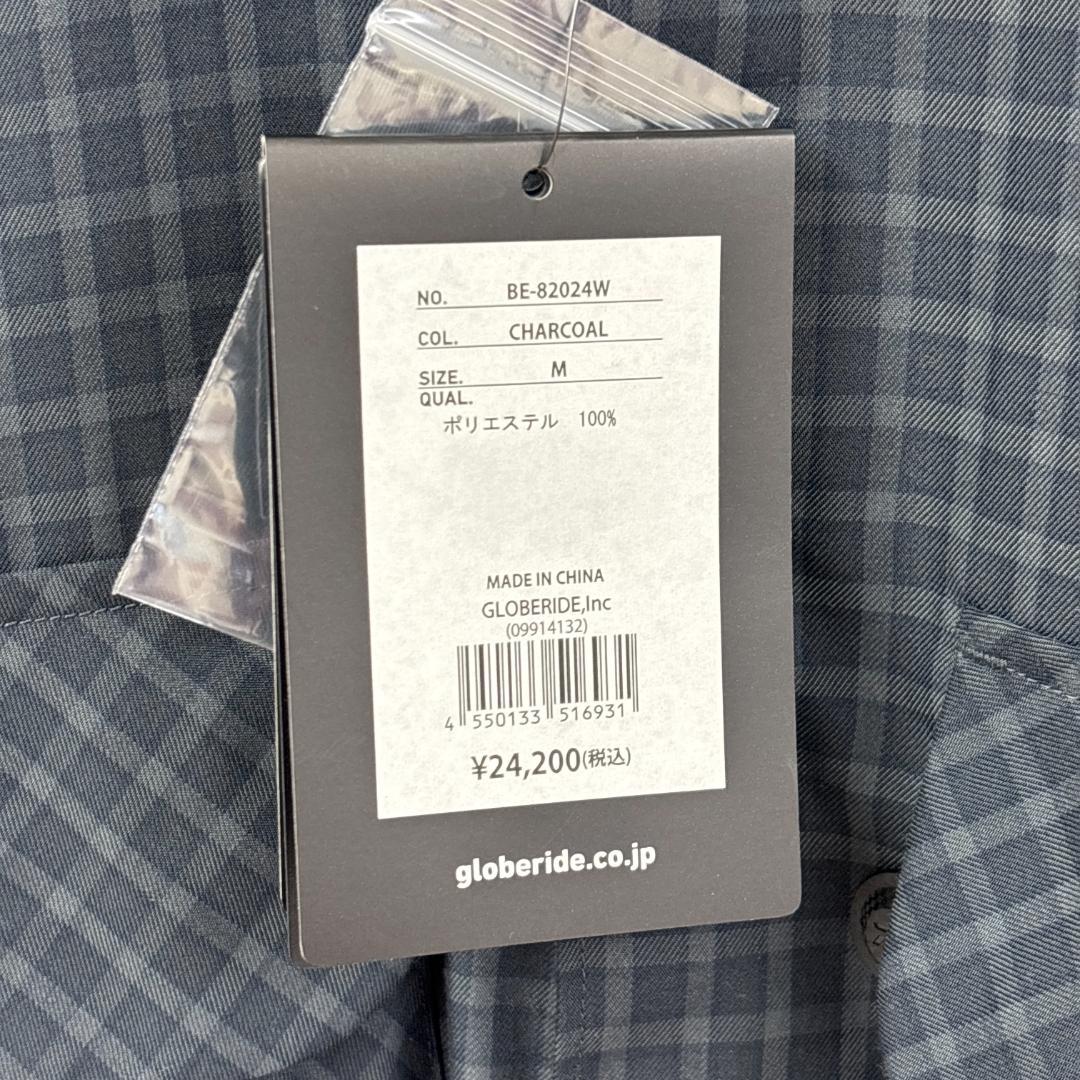 NO. BE-82024W
COL. CHARCOAL
SIZE. M
QUAL.
ポリエステル 100%
MADE IN CHINA
GLOBERIDE,Inc
(09914132)
4 550133 516931
¥24,200(税込)
globeride.co.jp